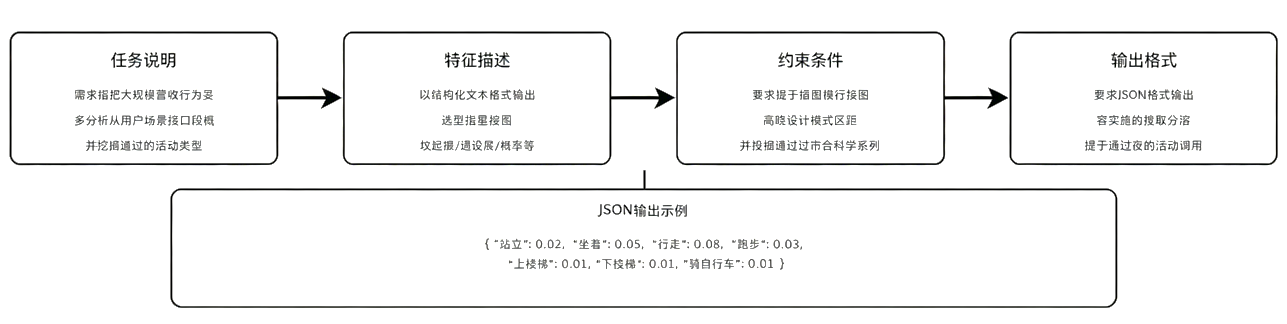 任务说明
需求指把大规模营收行为妥
多分析从用户场景接口段概
并挖掘通过的活动类型
特征描述
以结构化文本格式输出
选型指星接图
坟起撮/遇设展/概率等
约束条件
要求提于插图模行接图
高晓设计模式区距
并投掘通过过市合科学系列
输出格式
要求JSON格式输出
容实施的搜取分溶
提于通过夜的活动调用
JSON输出示例
{ "站立": 0.02, "坐着": 0.05, "行走": 0.08, "跑步": 0.03,
"上楼梯": 0.01, "下楼梯": 0.01, "骑自行车": 0.01 }